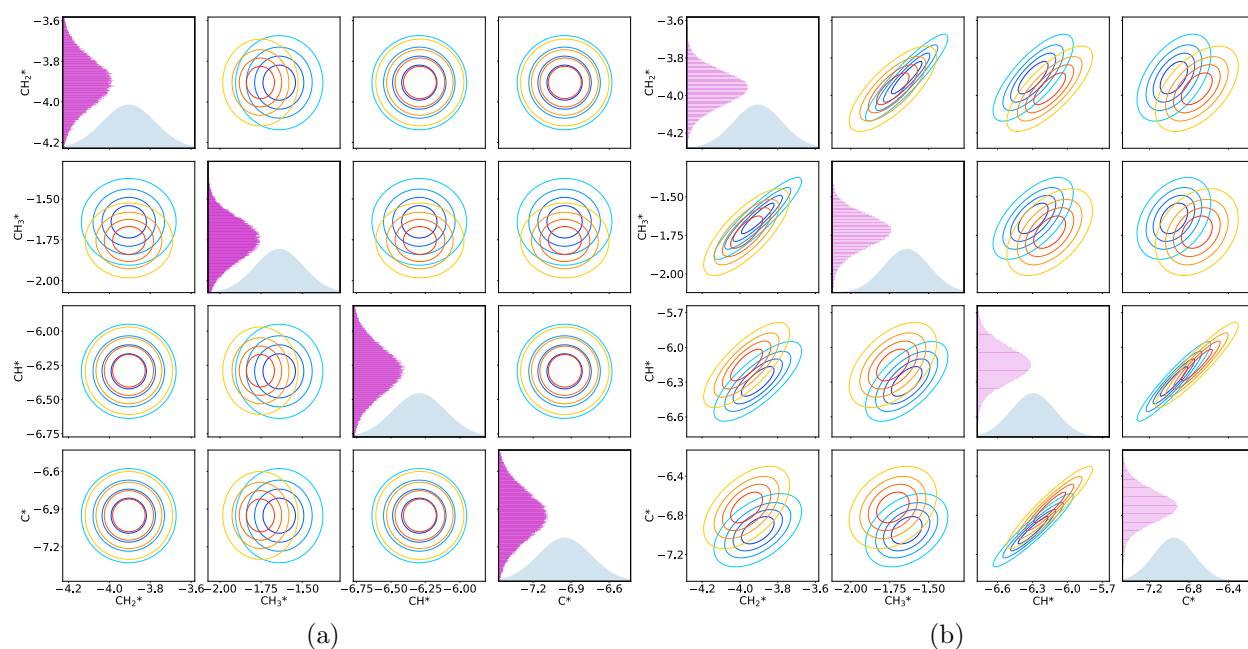 −3.6
−3.8
−4.0
−4.2
CH₂*
−1.50
−1.75
−2.00
CH₃*
−6.00
−6.25
−6.50
−6.75
CH*
−6.6
−6.9
−7.2
C*
−4.2 −4.0 −3.8 −3.6
CH₂*
−2.00 −1.75 −1.50
CH₃*
−6.75 −6.50 −6.25 −6.00
CH*
−7.2 −6.9 −6.6
C*
(a)
−3.6
−3.8
−4.0
−4.2
CH₂*
−1.50
−1.75
−2.00
CH₃*
−5.7
−6.0
−6.3
−6.6
CH*
−6.4
−6.8
−7.2
C*
−4.2 −4.0 −3.8 −3.6
CH₂*
−2.00 −1.75 −1.50
CH₃*
−6.6 −6.3 −6.0 −5.7
CH*
−7.2 −6.8 −6.4
C*
(b)